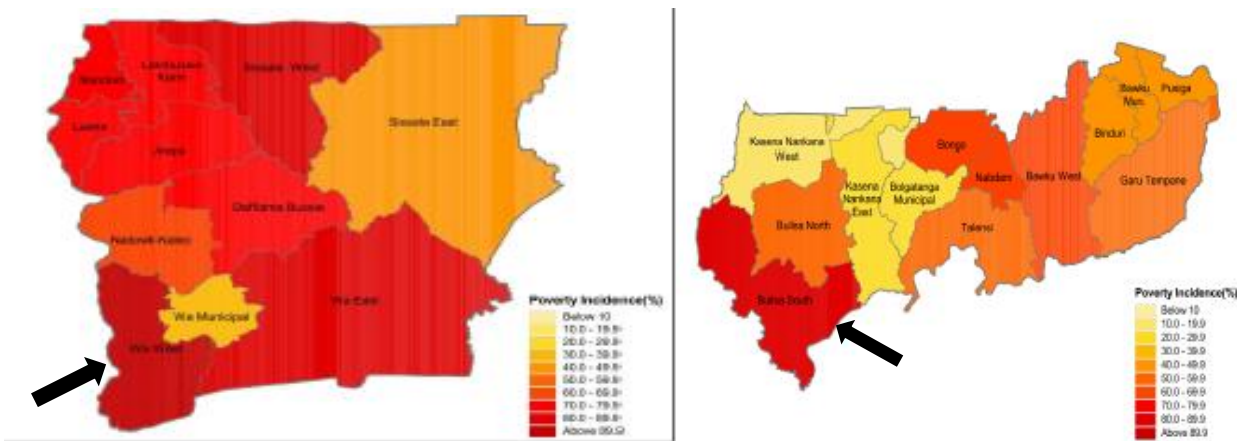 Sissala West
Sissala East
Lawra
Jirapa
Daffiama Bussie
Nadowli-Kaleo
Wa Municipal
Wa East
Wa West
Poverty Incidence(%)
Below 10
10.0 - 19.9
20.0 - 29.9
30.0 - 39.9
40.0 - 49.9
50.0 - 59.9
60.0 - 69.9
70.0 - 79.9
80.0 - 89.9
Above 89.9
Kasena Nankana
West
Kasena
Nankana
East
Builsa North
Builsa South
Bolgatanga
Municipal
Bongo
Nabdam
Talensi
Bawku West
Bawku
Mun.
Pusiga
Binduri
Garu Tempane
Poverty Incidence(%)
Below 10
10.0 - 19.9
20.0 - 29.9
30.0 - 39.9
40.0 - 49.9
50.0 - 59.9
60.0 - 69.9
70.0 - 79.9
80.0 - 89.9
Above 89.9